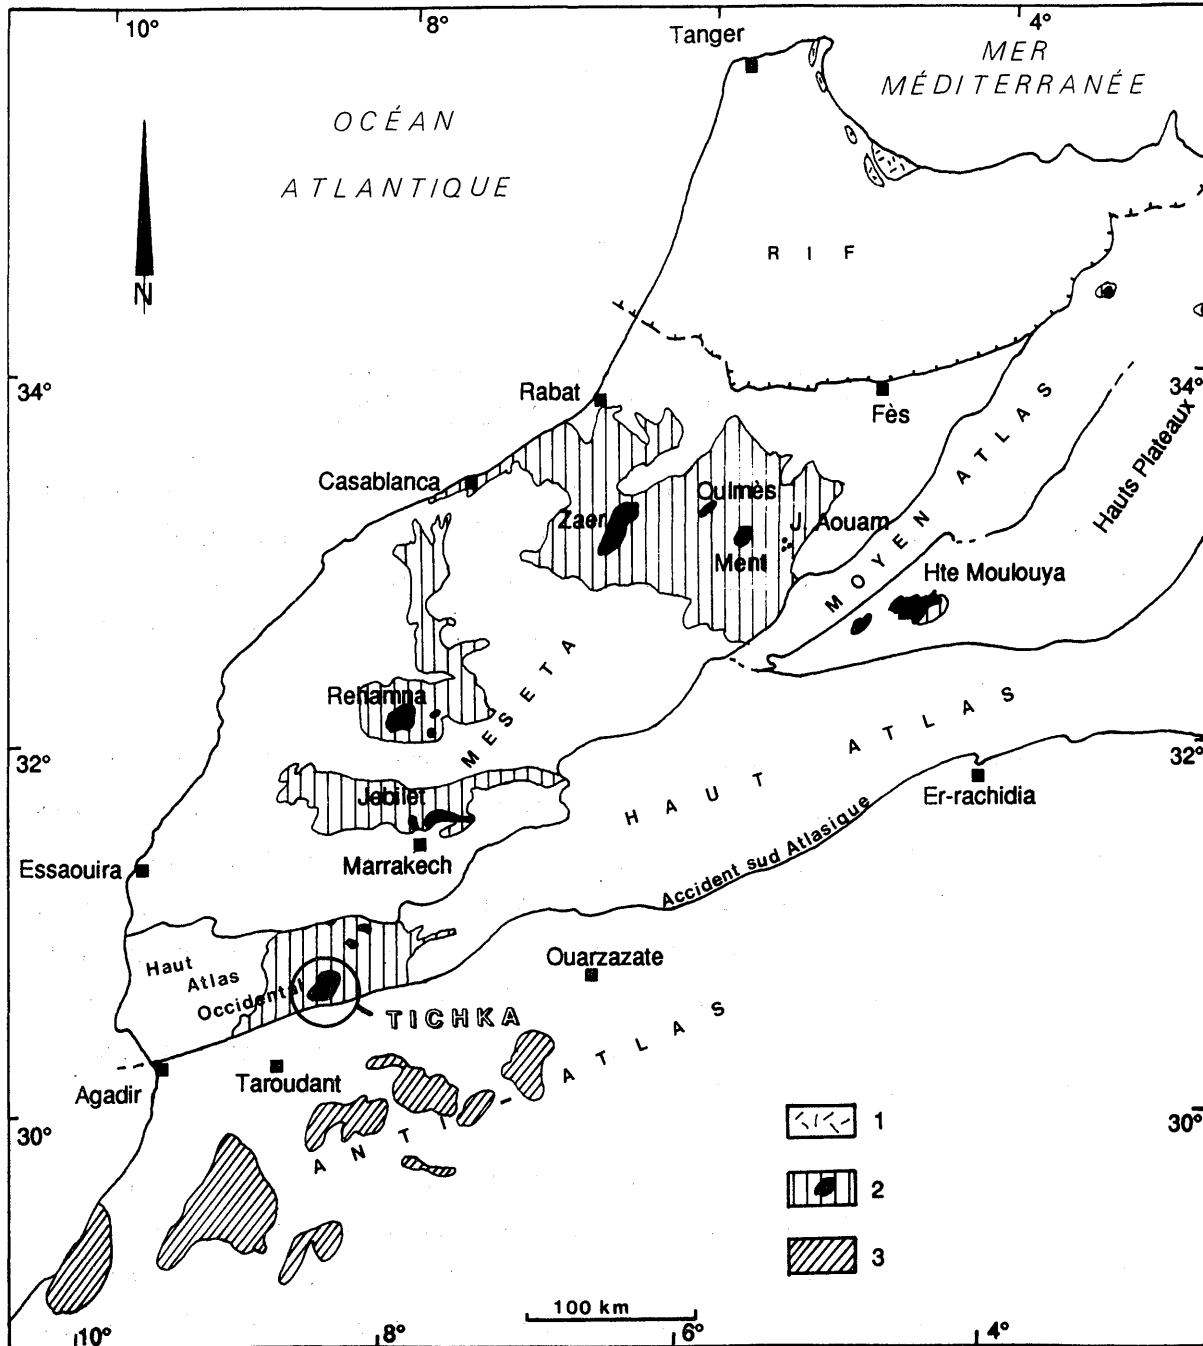 10°
8°
4°
Tanger
MER
MÉDITERRANÉE
OCÉAN
ATLANTIQUE
N
RIF
34°
34°
Rabat
Fès
Casablanca
MOYEN ATLAS
Hauts Plateaux
Zaer
Oulmès
J. Aouam
Ment
Hte Moulouya
Rehamna
MESETA
32°
32°
HAUT ATLAS
Jebilet
Er-rachidia
Marrakech
Accident sud Atlasique
Essaouira
Haut
Atlas
Occidental
Ouarzazate
TICHKA
Agadir
Taroudant
ANTI-ATLAS
30°
30°
1
2
3
100 km
10°
8°
6°
4°